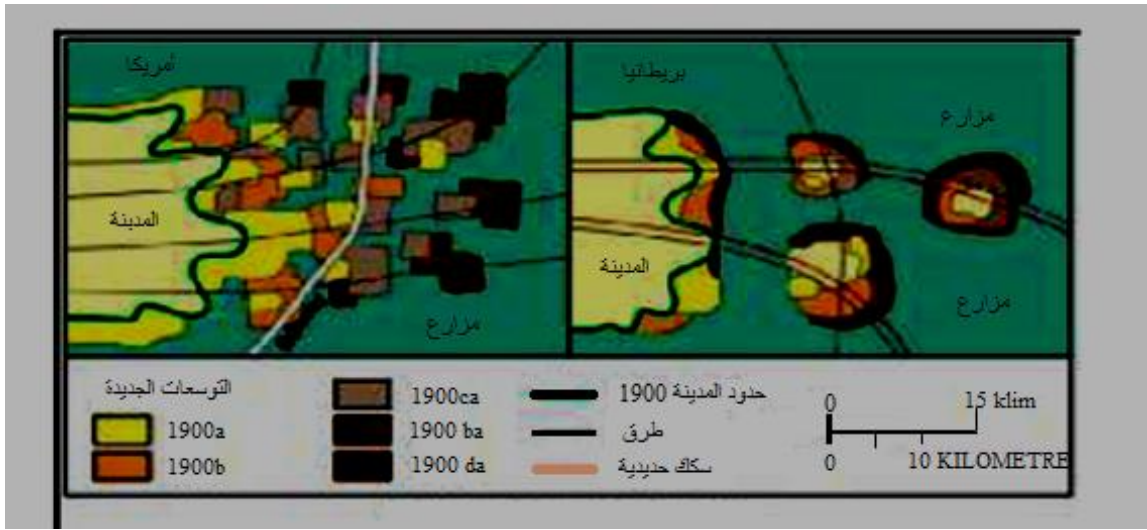 أمريكا
المدينة
مزارع
بريطانيا
مزارع
المدينة
مزارع
التوسعات الجديدة
1900a
1900b
1900ca
1900 ba
1900 da
حدود المدينة 1900
طرق
سكك حديدية
0 15 klim
0 10 KILOMETRE